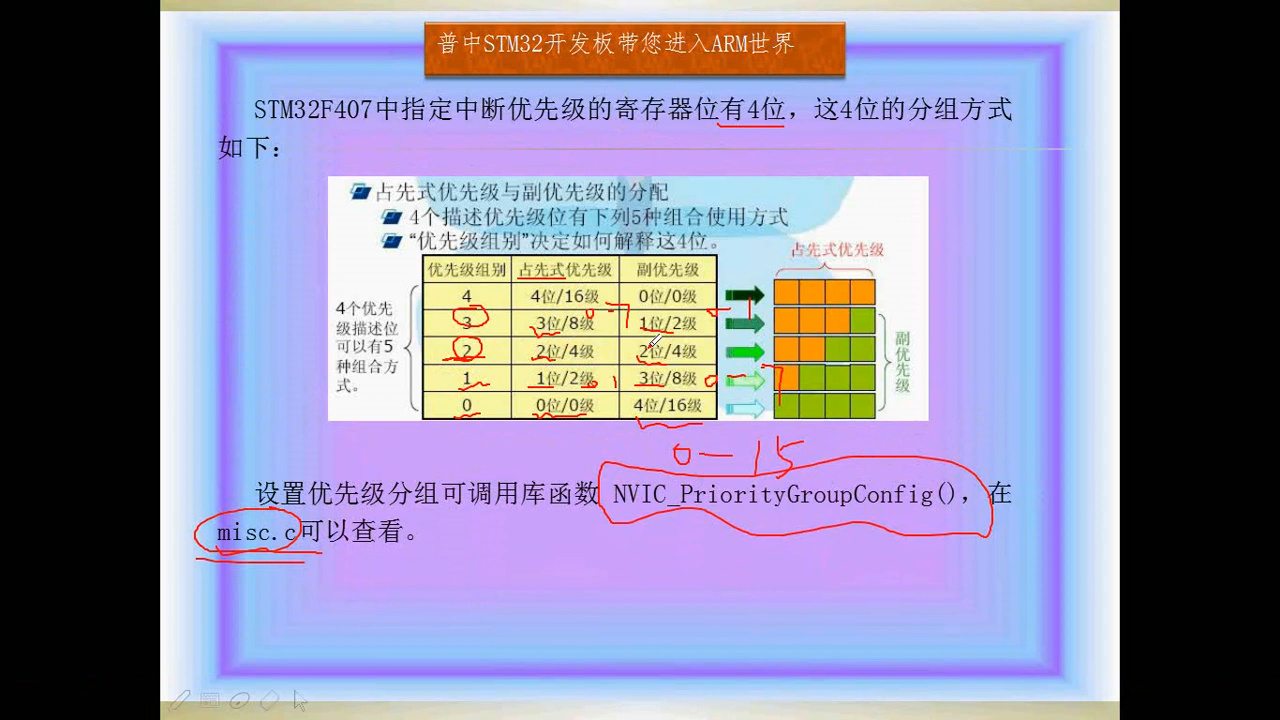 普中STM32开发板带您进入ARM世界
STM32F407中指定中断优先级的寄存器位有4位，这4位的分组方式
如下：
占先式优先级与副优先级的分配
4个描述优先级位有下列5种组合使用方式
“优先级组别”决定如何解释这4位。
占先式优先级
优先级组别 占先式优先级 副优先级
4 4位/16级 0位/0级
3 3位/8级 0-7 1位/2级 0-1
2 2位/4级 2位/4级
1 1位/2级 0 1 3位/8级 0-7
0 0位/0级 4位/16级
4个优先
级描述位
可以有5
种组合方
式。
副优先级
0-15
设置优先级分组可调用库函数 NVIC_PriorityGroupConfig()，在
misc.c可以查看。